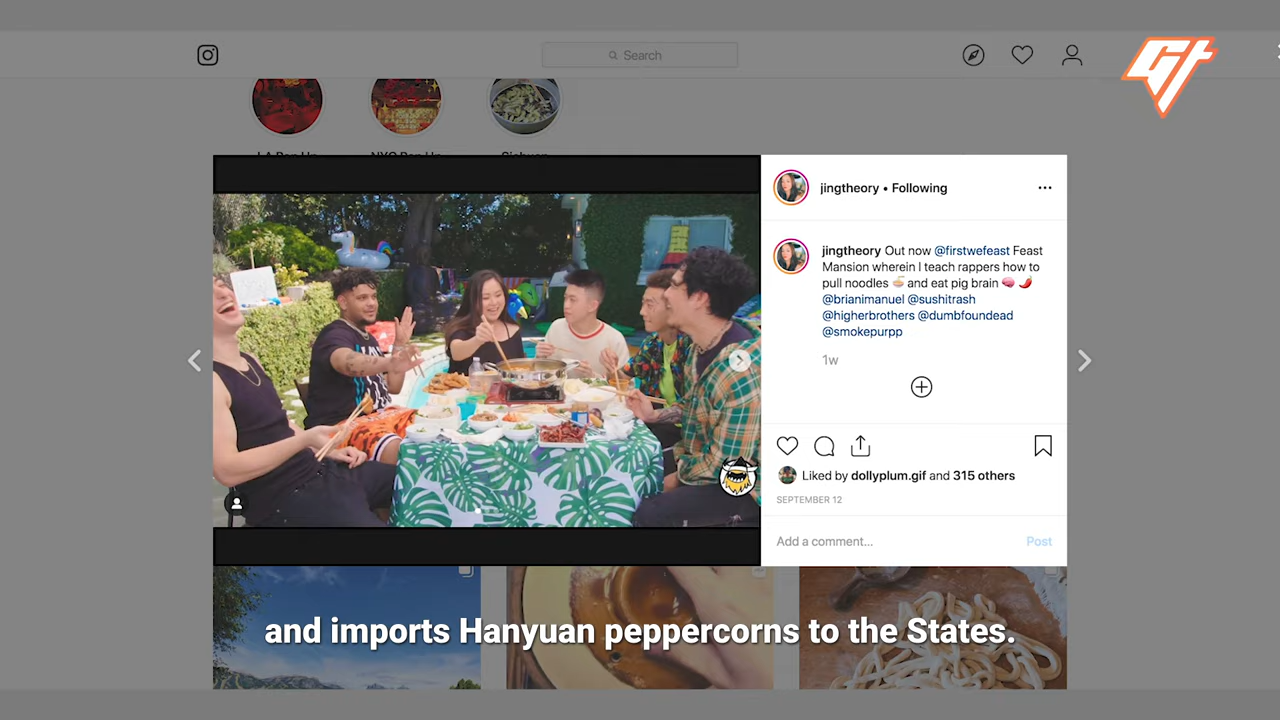 Search
GT
jingtheory • Following
jingtheory Out now @firstwefeast Feast
Mansion wherein I teach rappers how to
pull noodles 🍜 and eat pig brain 🧠 🌶️
@brianimanuel @sushitrash
@higherbrothers @dumbfoundead
@smokepurpp
1w
Liked by dollyplum.gif and 315 others
SEPTEMBER 12
Add a comment... Post
and imports Hanyuan peppercorns to the States.